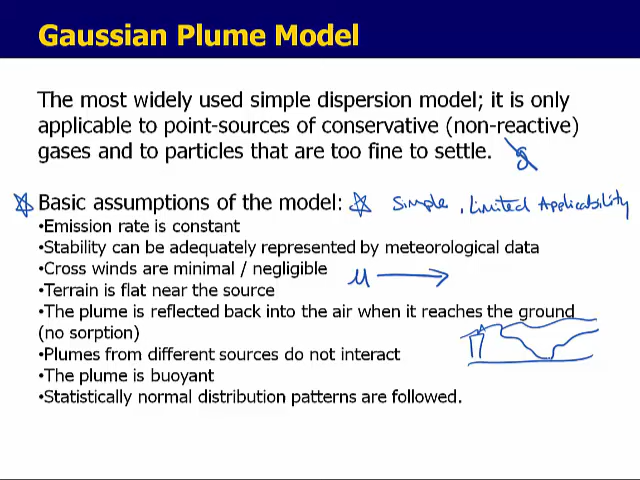 Gaussian Plume Model
The most widely used simple dispersion model; it is only
applicable to point-sources of conservative (non-reactive)
gases and to particles that are too fine to settle.
g
Basic assumptions of the model: Simple, Limited Applicability
•Emission rate is constant
•Stability can be adequately represented by meteorological data
•Cross winds are minimal / negligible
u
•Terrain is flat near the source
•The plume is reflected back into the air when it reaches the ground
(no sorption)
•Plumes from different sources do not interact
•The plume is buoyant
•Statistically normal distribution patterns are followed.